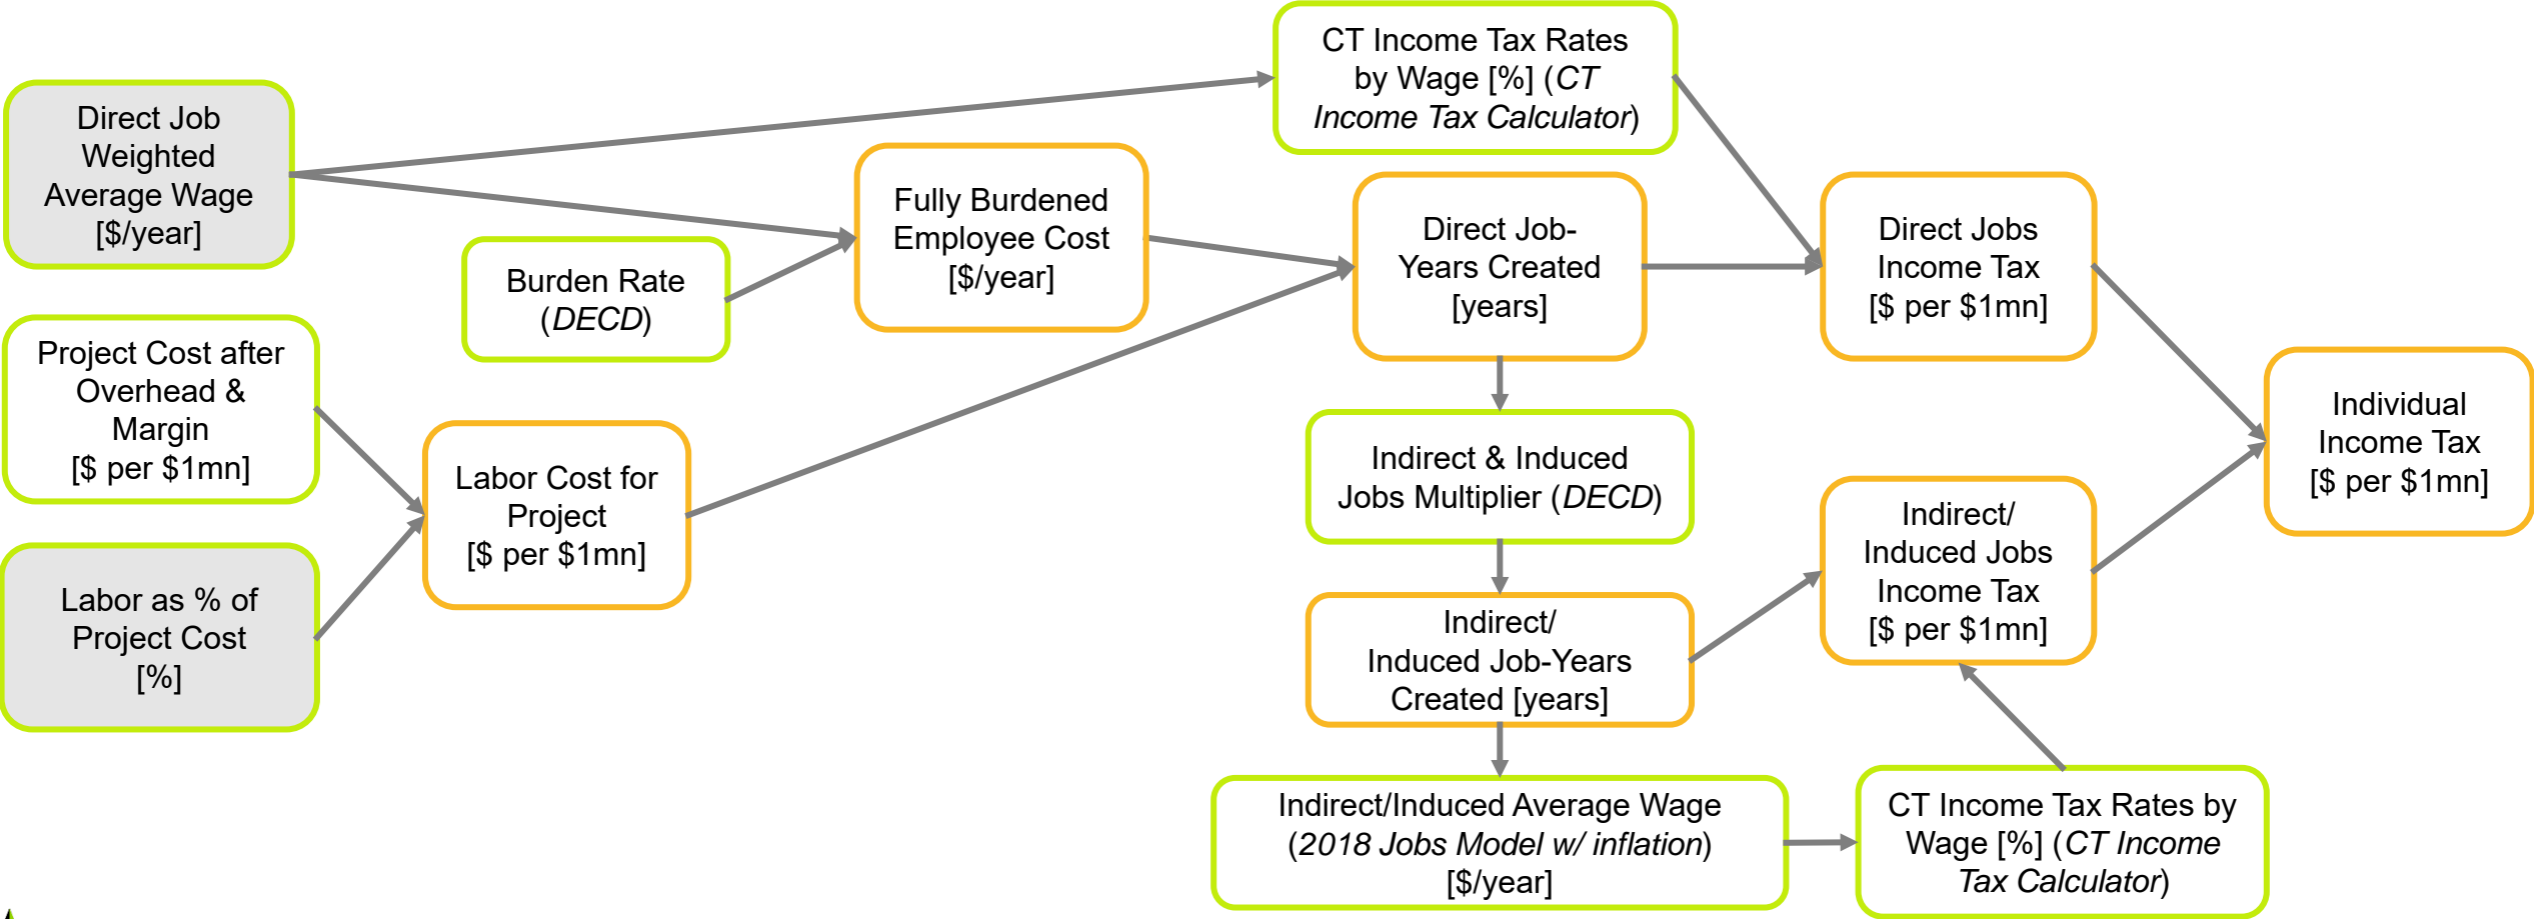 Direct Job
Weighted
Average Wage
[$/year]
Project Cost after
Overhead &
Margin
[$ per $1mn]
Labor as % of
Project Cost
[%]
Burden Rate
(DECD)
Labor Cost for
Project
[$ per $1mn]
Fully Burdened
Employee Cost
[$/year]
CT Income Tax Rates
by Wage [%] (CT
Income Tax Calculator)
Direct Job-
Years Created
[years]
Indirect & Induced
Jobs Multiplier (DECD)
Indirect/
Induced Job-Years
Created [years]
Indirect/Induced Average Wage
(2018 Jobs Model w/ inflation)
[$/year]
Direct Jobs
Income Tax
[$ per $1mn]
Indirect/
Induced Jobs
Income Tax
[$ per $1mn]
CT Income Tax Rates by
Wage [%] (CT Income
Tax Calculator)
Individual
Income Tax
[$ per $1mn]